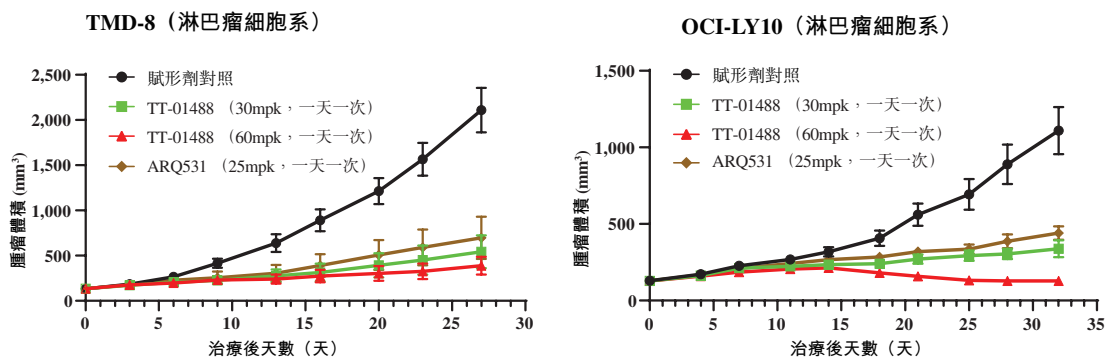 TMD-8（淋巴瘤細胞系）
2,500
2,000
1,500
1,000
500
0
腫瘤體積 (mm³)
賦形劑對照
TT-01488 （30mpk，一天一次）
TT-01488 （60mpk，一天一次）
ARQ531 （25mpk，一天一次）
0 5 10 15 20 25 30
治療後天數（天）
OCI-LY10（淋巴瘤細胞系）
1,500
1,000
500
0
腫瘤體積 (mm³)
賦形劑對照
TT-01488 （30mpk，一天一次）
TT-01488 （60mpk，一天一次）
ARQ531 （25mpk，一天一次）
0 5 10 15 20 25 30 35
治療後天數（天）